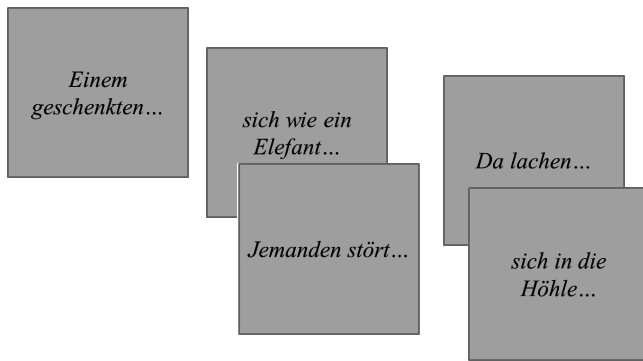 Einem
geschenkten…
sich wie ein
Elefant…
Da lachen…
Jemanden stört…
sich in die
Höhle…